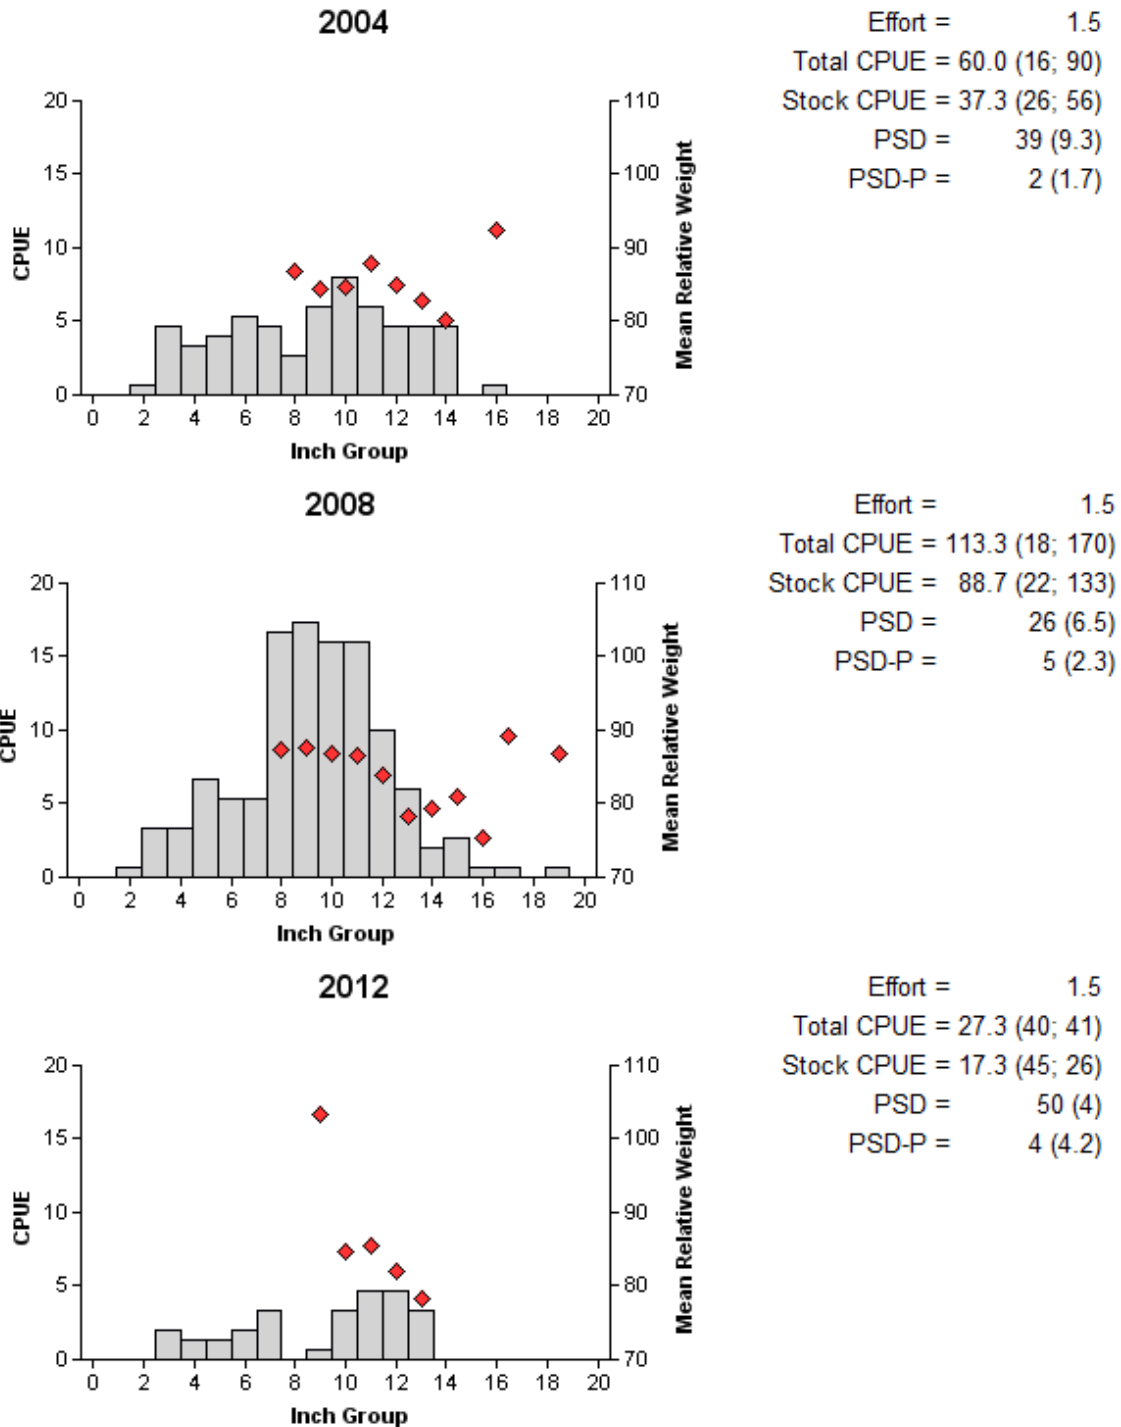 2004
Effort = 1.5
Total CPUE = 60.0 (16; 90)
Stock CPUE = 37.3 (26; 56)
PSD = 39 (9.3)
PSD-P = 2 (1.7)
20
15
10
5
0
CPUE
110
100
90
80
70
Mean Relative Weight
0 2 4 6 8 10 12 14 16 18 20
Inch Group
2008
Effort = 1.5
Total CPUE = 113.3 (18; 170)
Stock CPUE = 88.7 (22; 133)
PSD = 26 (6.5)
PSD-P = 5 (2.3)
20
15
10
5
0
CPUE
110
100
90
80
70
Mean Relative Weight
0 2 4 6 8 10 12 14 16 18 20
Inch Group
2012
Effort = 1.5
Total CPUE = 27.3 (40; 41)
Stock CPUE = 17.3 (45; 26)
PSD = 50 (4)
PSD-P = 4 (4.2)
20
15
10
5
0
CPUE
110
100
90
80
70
Mean Relative Weight
0 2 4 6 8 10 12 14 16 18 20
Inch Group